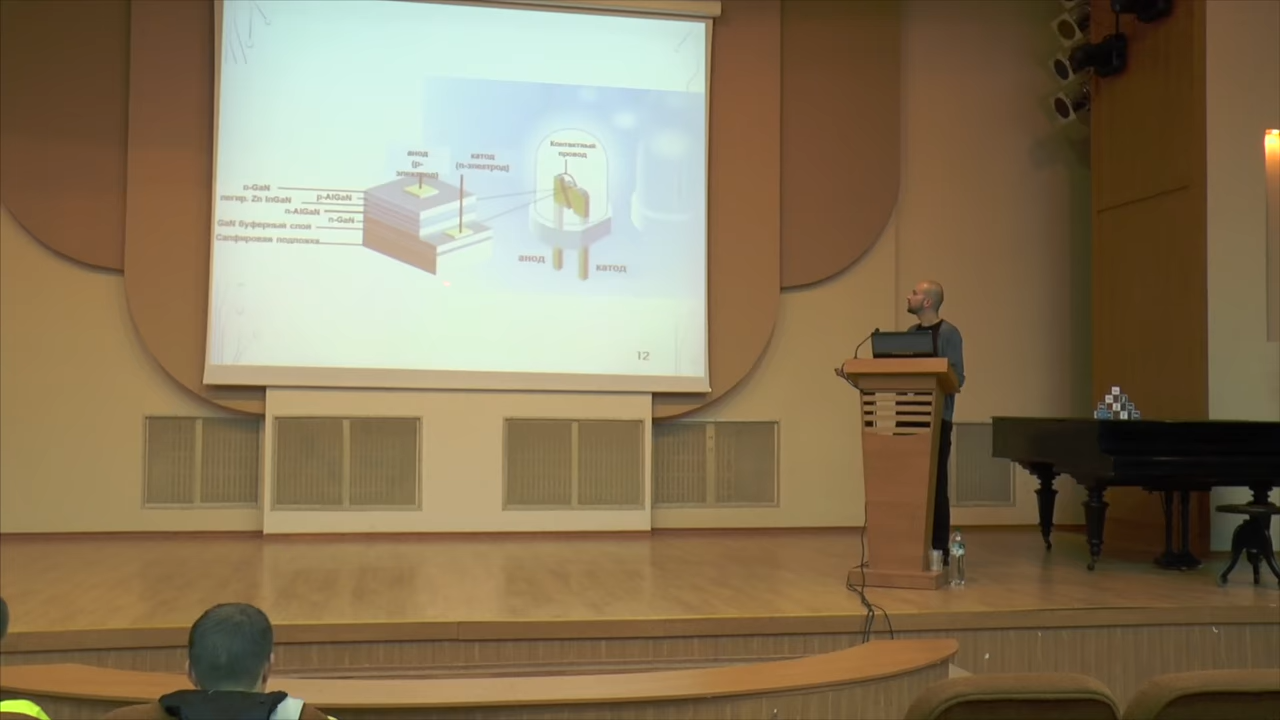 анод
(p-
электрод)
катод
(n-электрод)
Контактный
провод
n-GaN
p-AlGaN
легир. Zn InGaN
n-AlGaN
n-GaN
GaN буферный слой
Сапфировая подложка
анод
катод
12